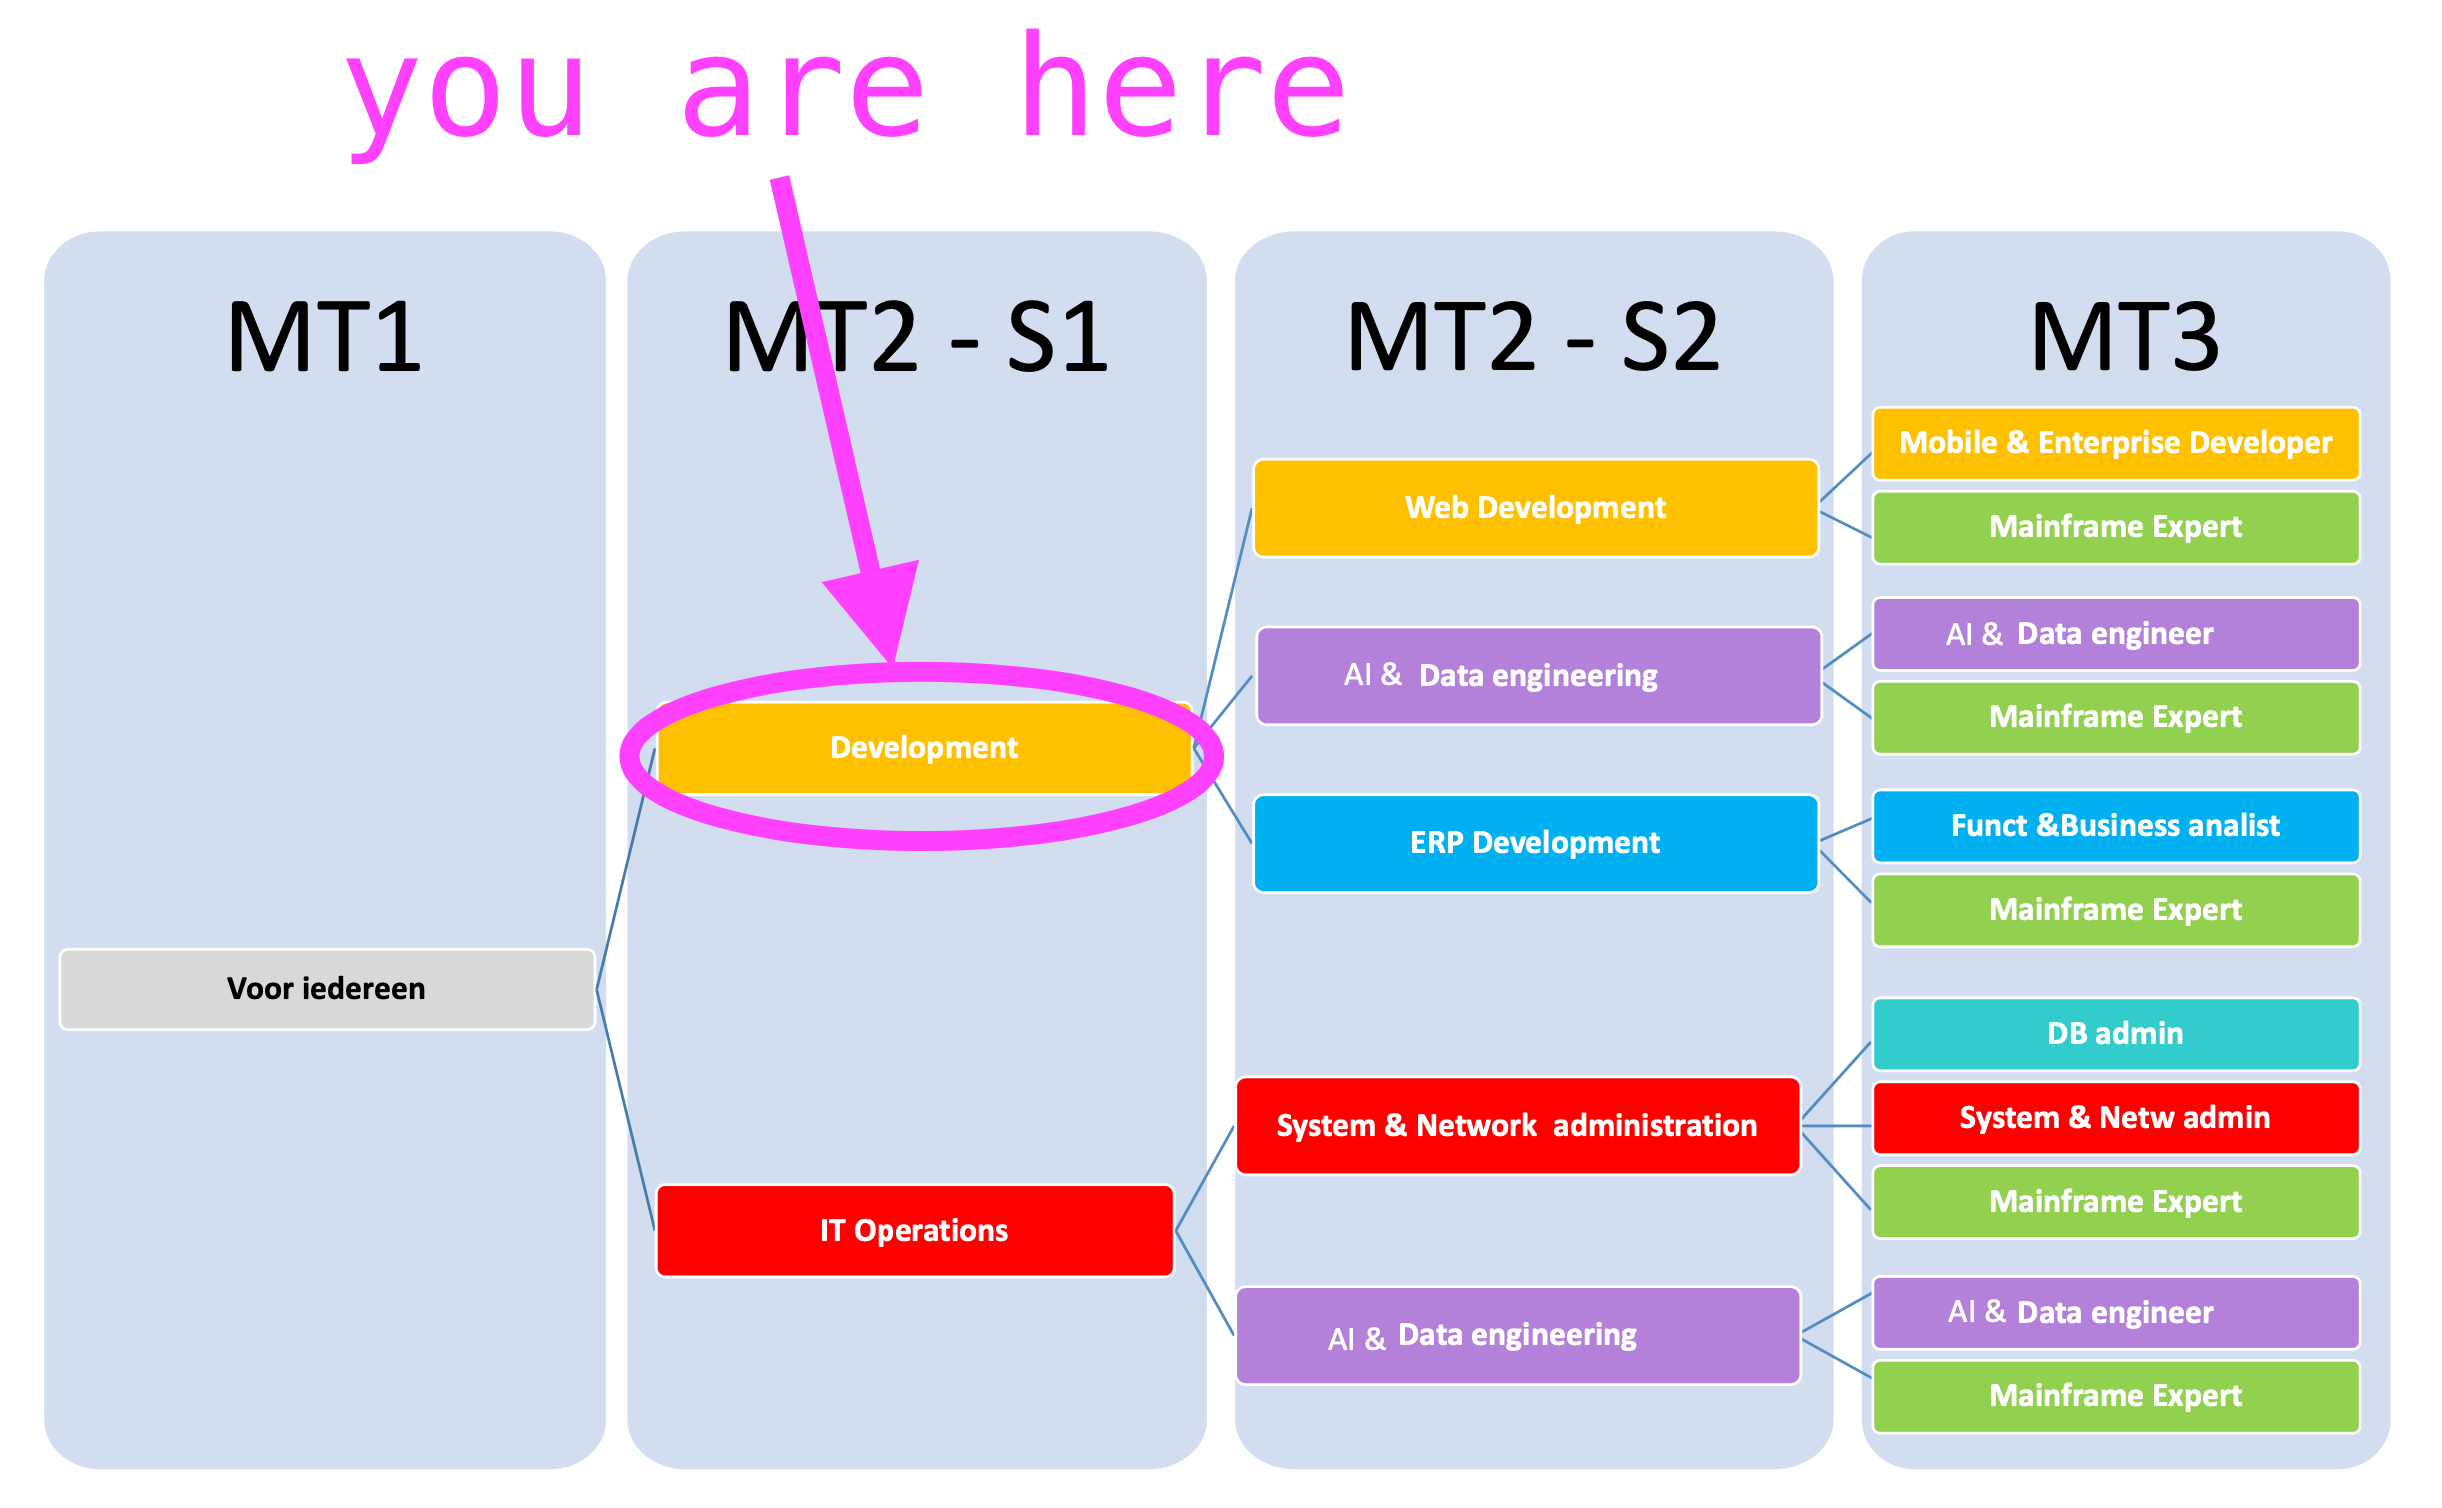 you are here
MT1
MT2 - S1
MT2 - S2
MT3
Voor iedereen
Development
IT Operations
Web Development
AI & Data engineering
ERP Development
System & Network administration
AI & Data engineering
Mobile & Enterprise Developer
Mainframe Expert
AI & Data engineer
Mainframe Expert
Funct &Business analist
Mainframe Expert
DB admin
System & Netw admin
Mainframe Expert
AI & Data engineer
Mainframe Expert